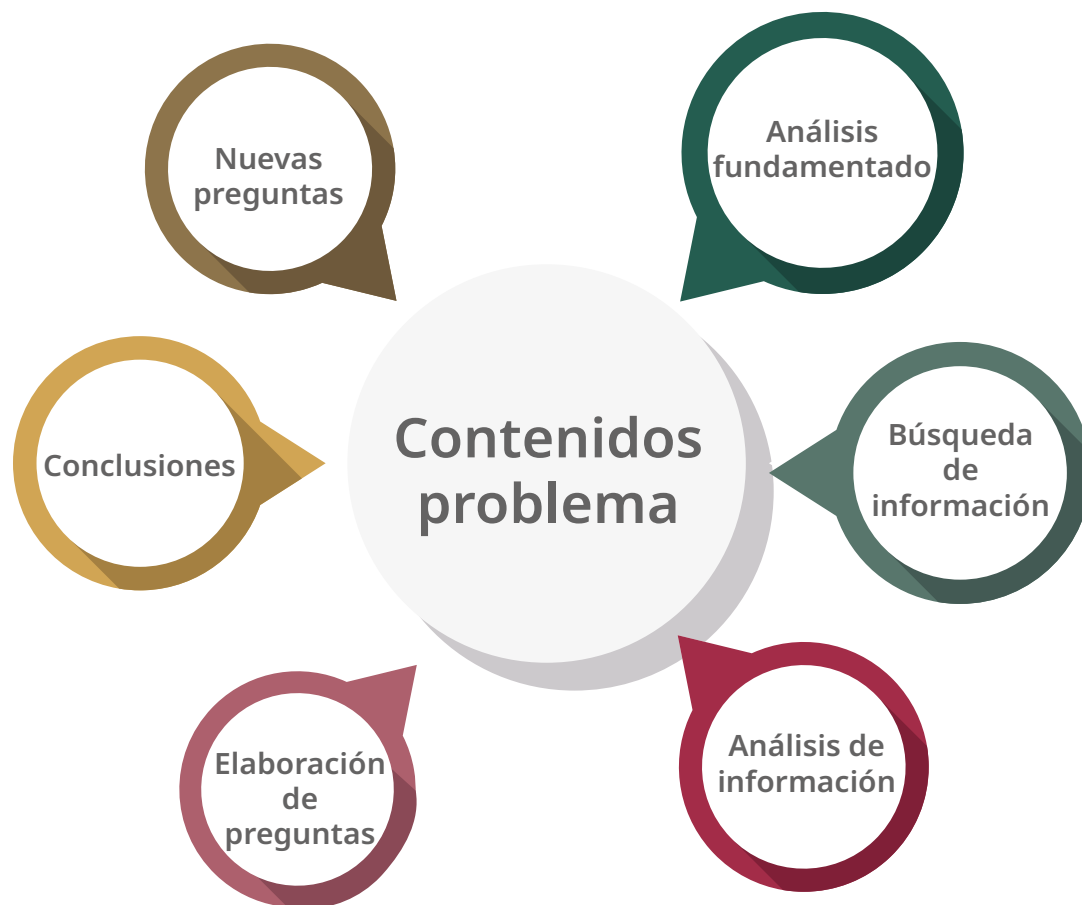 Nuevas
preguntas
Análisis
fundamentado
Conclusiones
Contenidos
problema
Búsqueda
de
información
Elaboración
de
preguntas
Análisis de
información